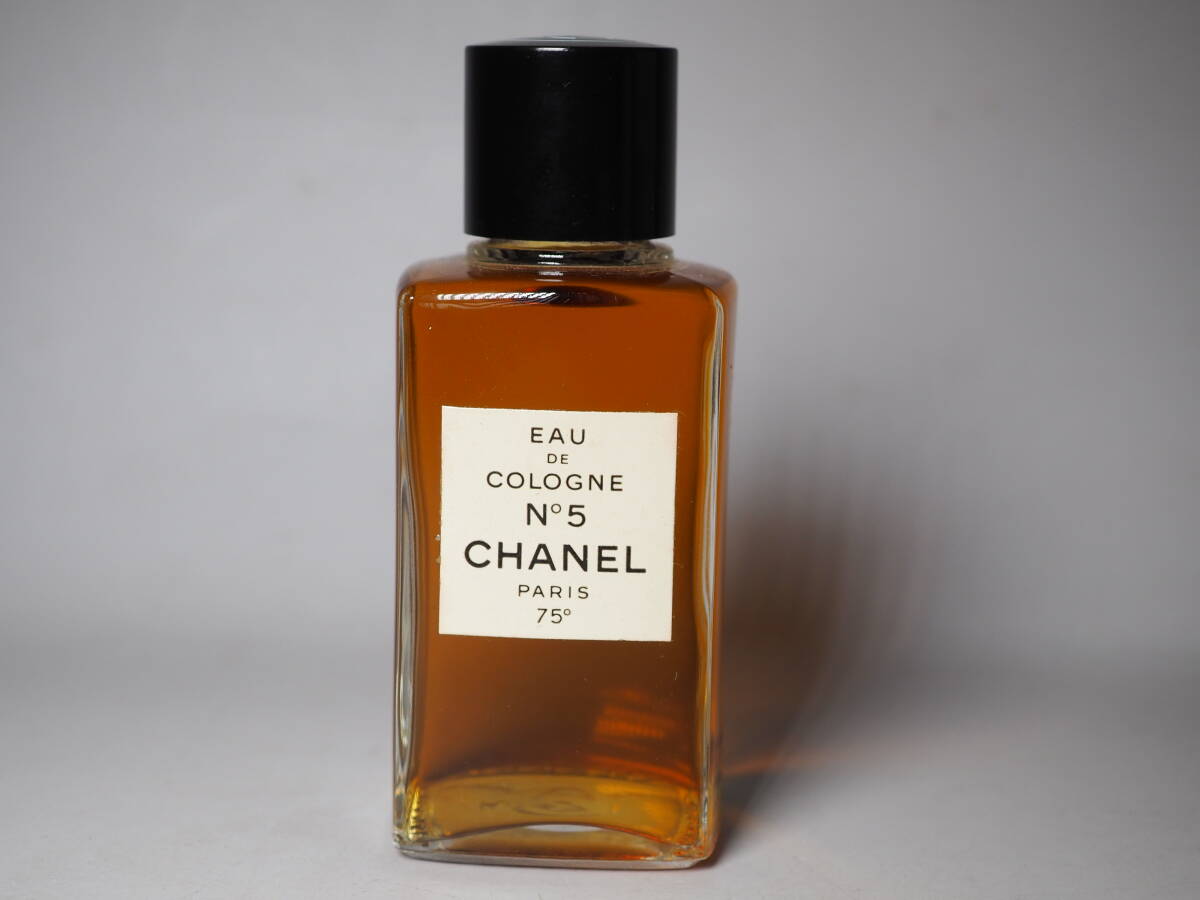 EAU
DE
COLOGNE
N°5
CHANEL
PARIS
75°